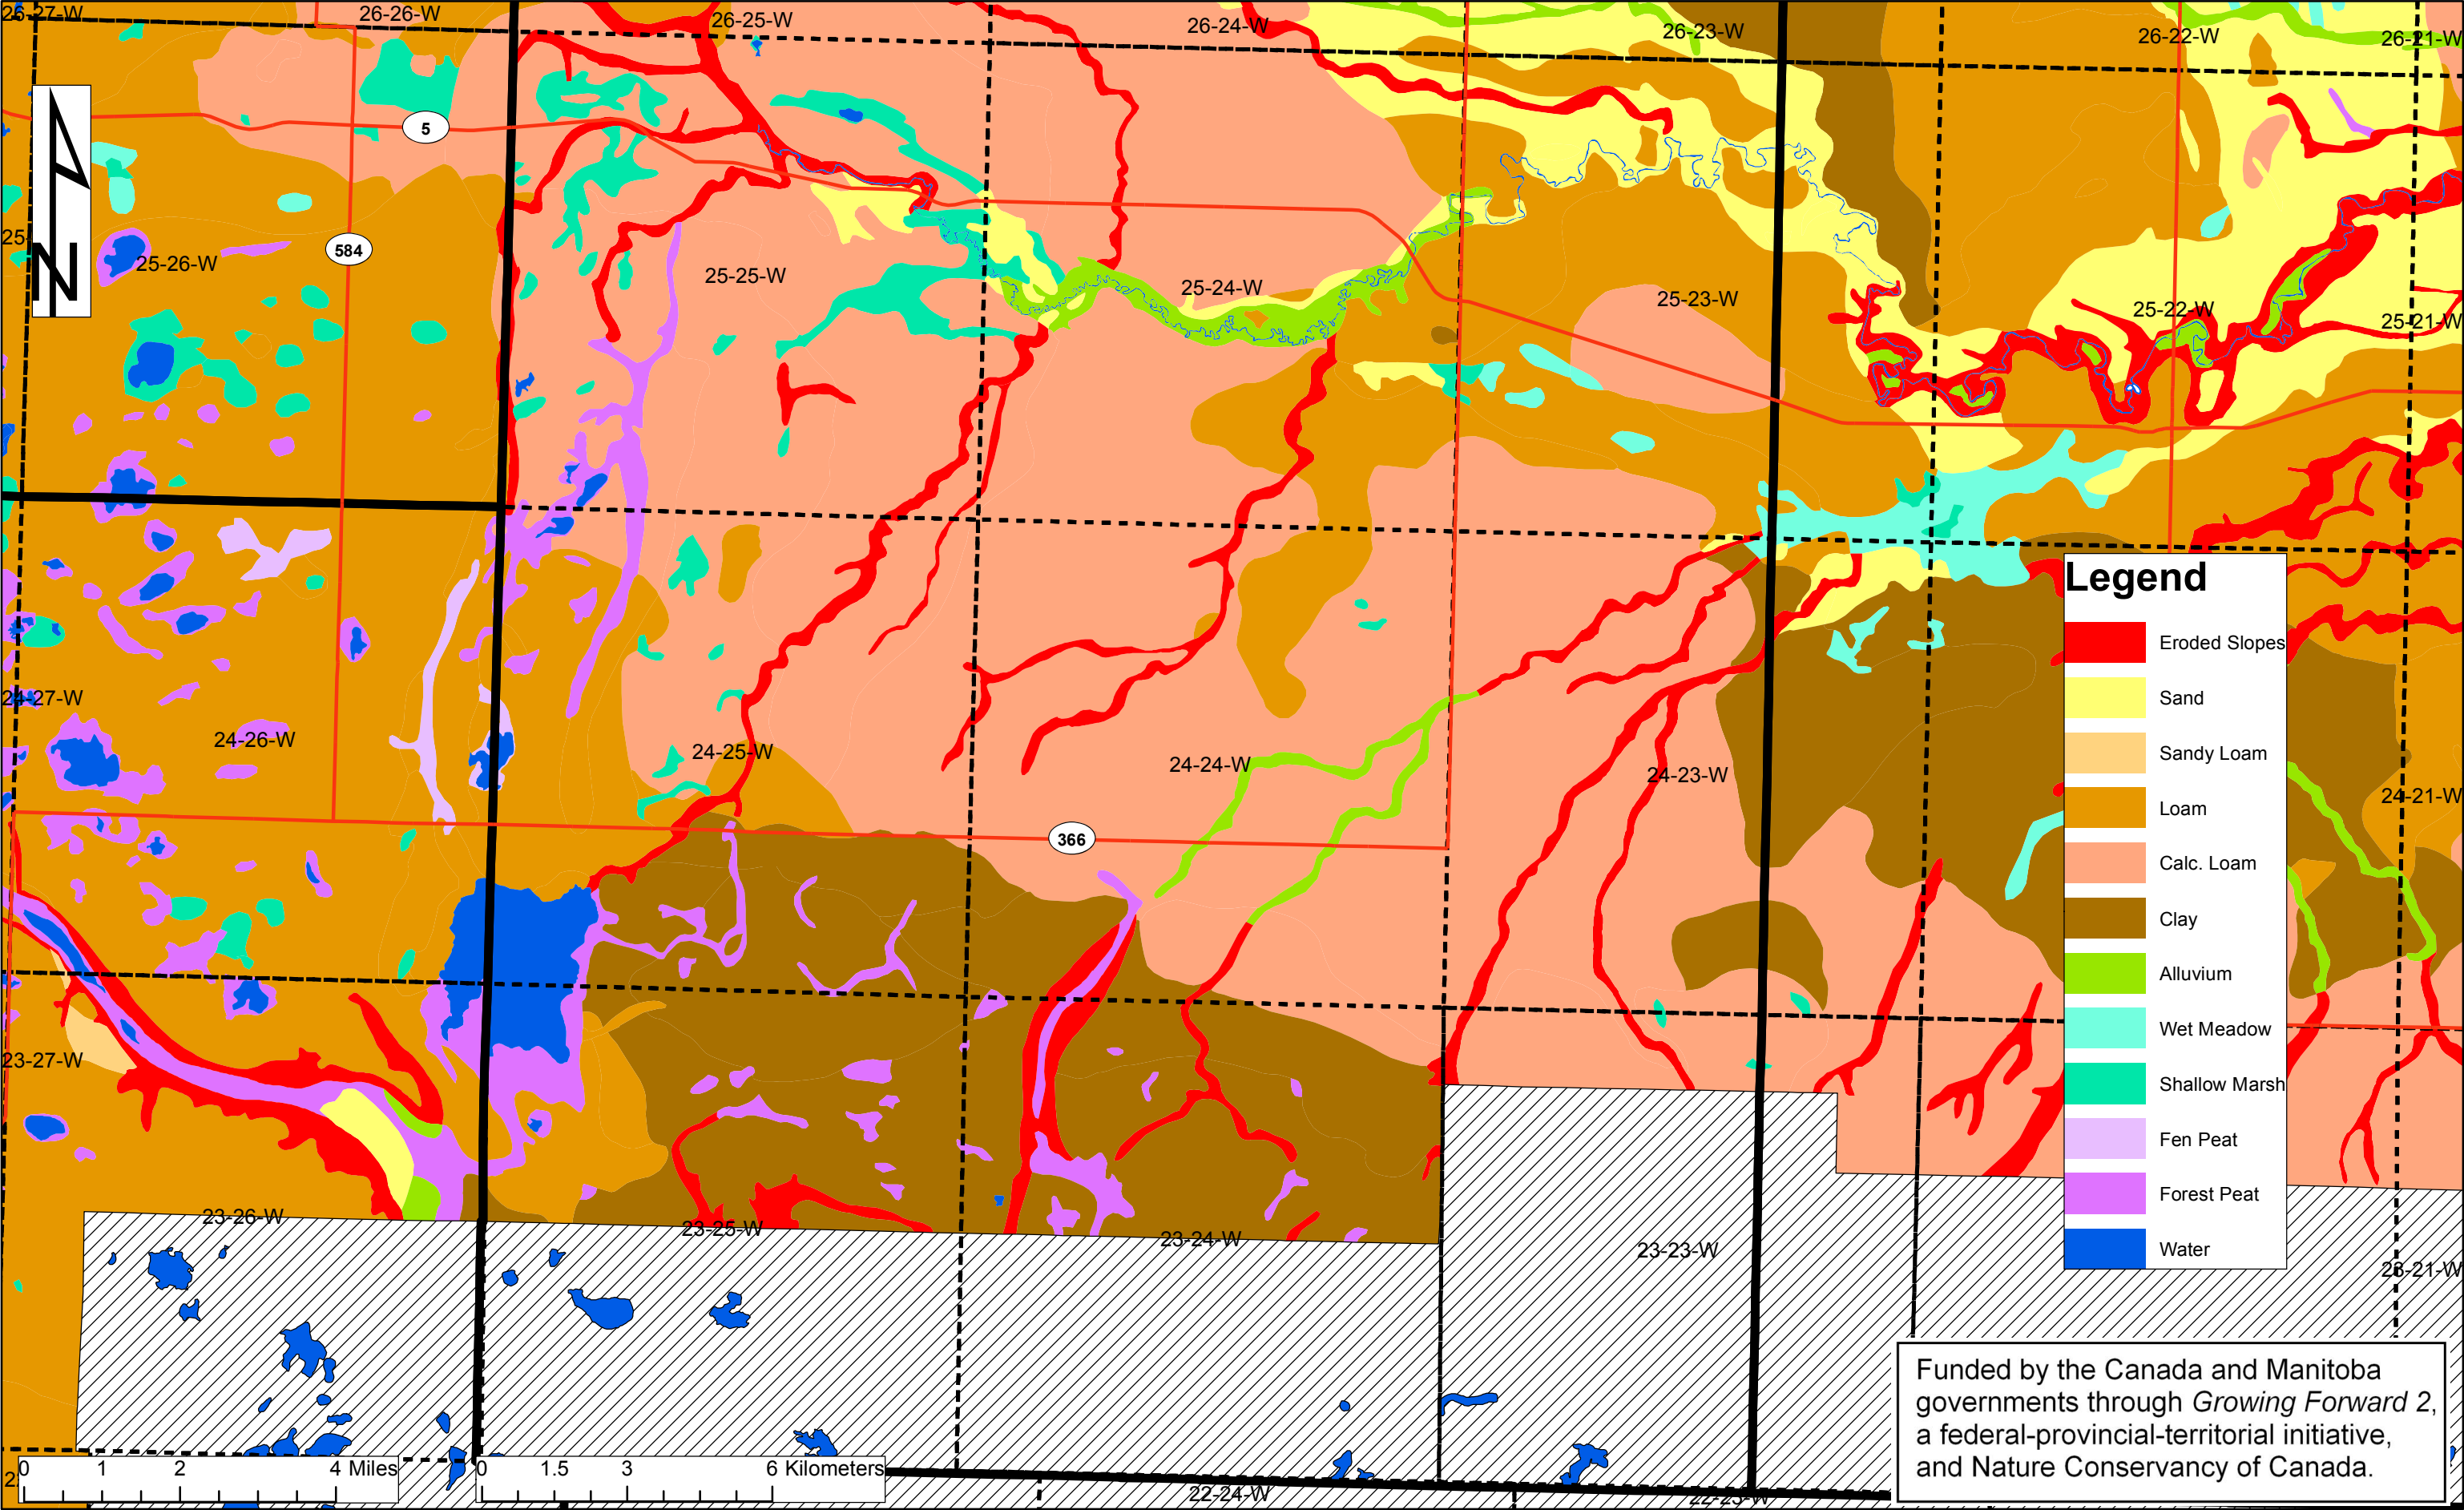 26-27-W
26-26-W
26-25-W
26-24-W
26-23-W
26-22-W
26-21-W
5
N
584
25-26-W
25-25-W
25-24-W
25-23-W
25-22-W
25-21-W
Legend
Eroded Slopes
Sand
Sandy Loam
Loam
Calc. Loam
Clay
Alluvium
Wet Meadow
Shallow Marsh
Fen Peat
Forest Peat
Water
24-27-W
24-26-W
24-25-W
24-24-W
24-23-W
24-21-W
366
23-27-W
23-26-W
23-25-W
23-24-W
23-23-W
23-21-W
Funded by the Canada and Manitoba
governments through Growing Forward 2,
a federal-provincial-territorial initiative,
and Nature Conservancy of Canada.
0 1 2 4 Miles
0 1.5 3 6 Kilometers
22-24-W
22-23-W